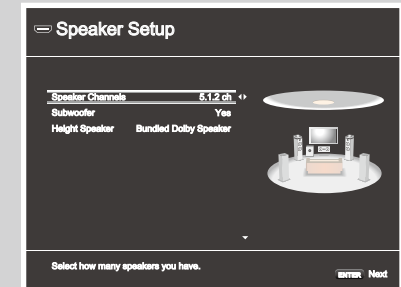 Speaker Setup
Speaker Channels 5.1.2 ch
Subwoofer Yes
Height Speaker Bundled Dolby Speaker
Select how many speakers you have.
ENTER Next